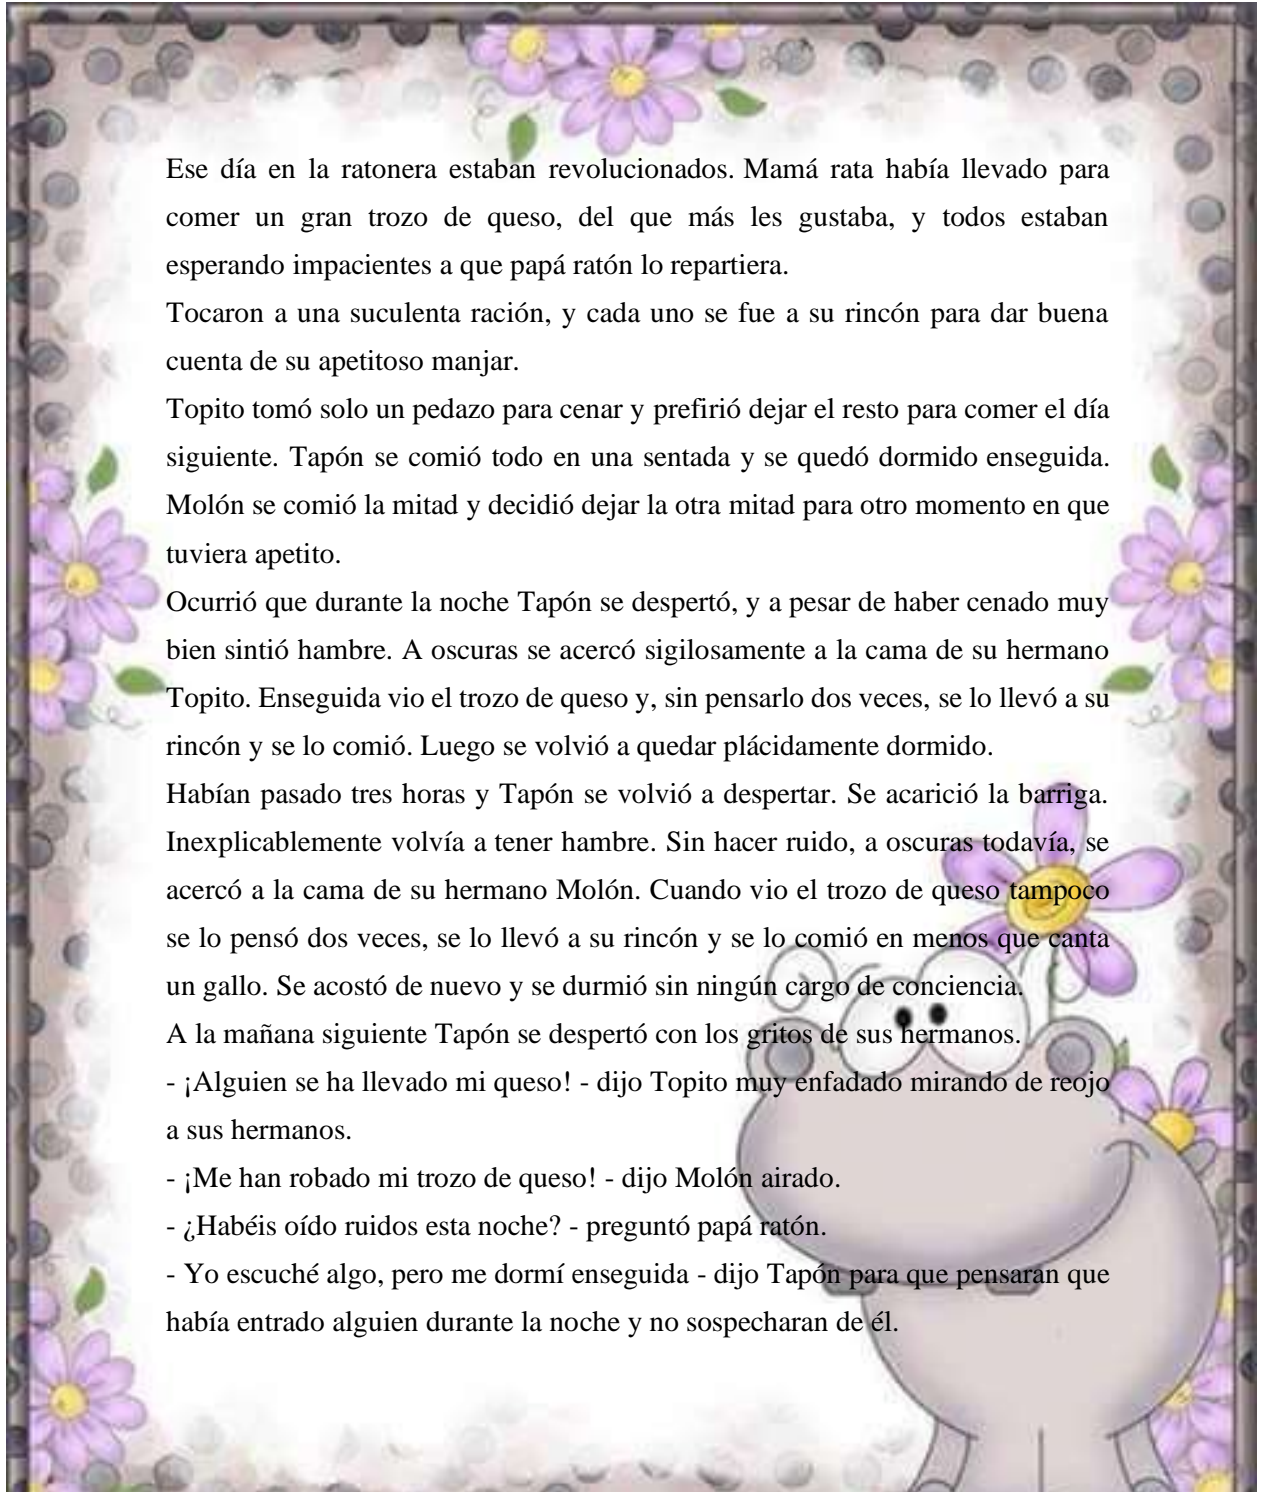 Ese día en la ratonera estaban revolucionados. Mamá rata había llevado para
comer un gran trozo de queso, del que más les gustaba, y todos estaban
esperando impacientes a que papá ratón lo repartiera.
Tocaron a una suculenta ración, y cada uno se fue a su rincón para dar buena
cuenta de su apetitoso manjar.
Topito tomó solo un pedazo para cenar y prefirió dejar el resto para comer el día
siguiente. Tapón se comió todo en una sentada y se quedó dormido enseguida.
Molón se comió la mitad y decidió dejar la otra mitad para otro momento en que
tuviera apetito.
Ocurrió que durante la noche Tapón se despertó, y a pesar de haber cenado muy
bien sintió hambre. A oscuras se acercó sigilosamente a la cama de su hermano
Topito. Enseguida vio el trozo de queso y, sin pensarlo dos veces, se lo llevó a su
rincón y se lo comió. Luego se volvió a quedar plácidamente dormido.
Habían pasado tres horas y Tapón se volvió a despertar. Se acarició la barriga.
Inexplicablemente volvía a tener hambre. Sin hacer ruido, a oscuras todavía, se
acercó a la cama de su hermano Molón. Cuando vio el trozo de queso tampoco
se lo pensó dos veces, se lo llevó a su rincón y se lo comió en menos que canta
un gallo. Se acostó de nuevo y se durmió sin ningún cargo de conciencia.
A la mañana siguiente Tapón se despertó con los gritos de sus hermanos.
- ¡Alguien se ha llevado mi queso! - dijo Topito muy enfadado mirando de reojo
a sus hermanos.
- ¡Me han robado mi trozo de queso! - dijo Molón airado.
- ¿Habéis oído ruidos esta noche? - preguntó papá ratón.
- Yo escuché algo, pero me dormí enseguida - dijo Tapón para que pensaran que
había entrado alguien durante la noche y no sospecharan de él.